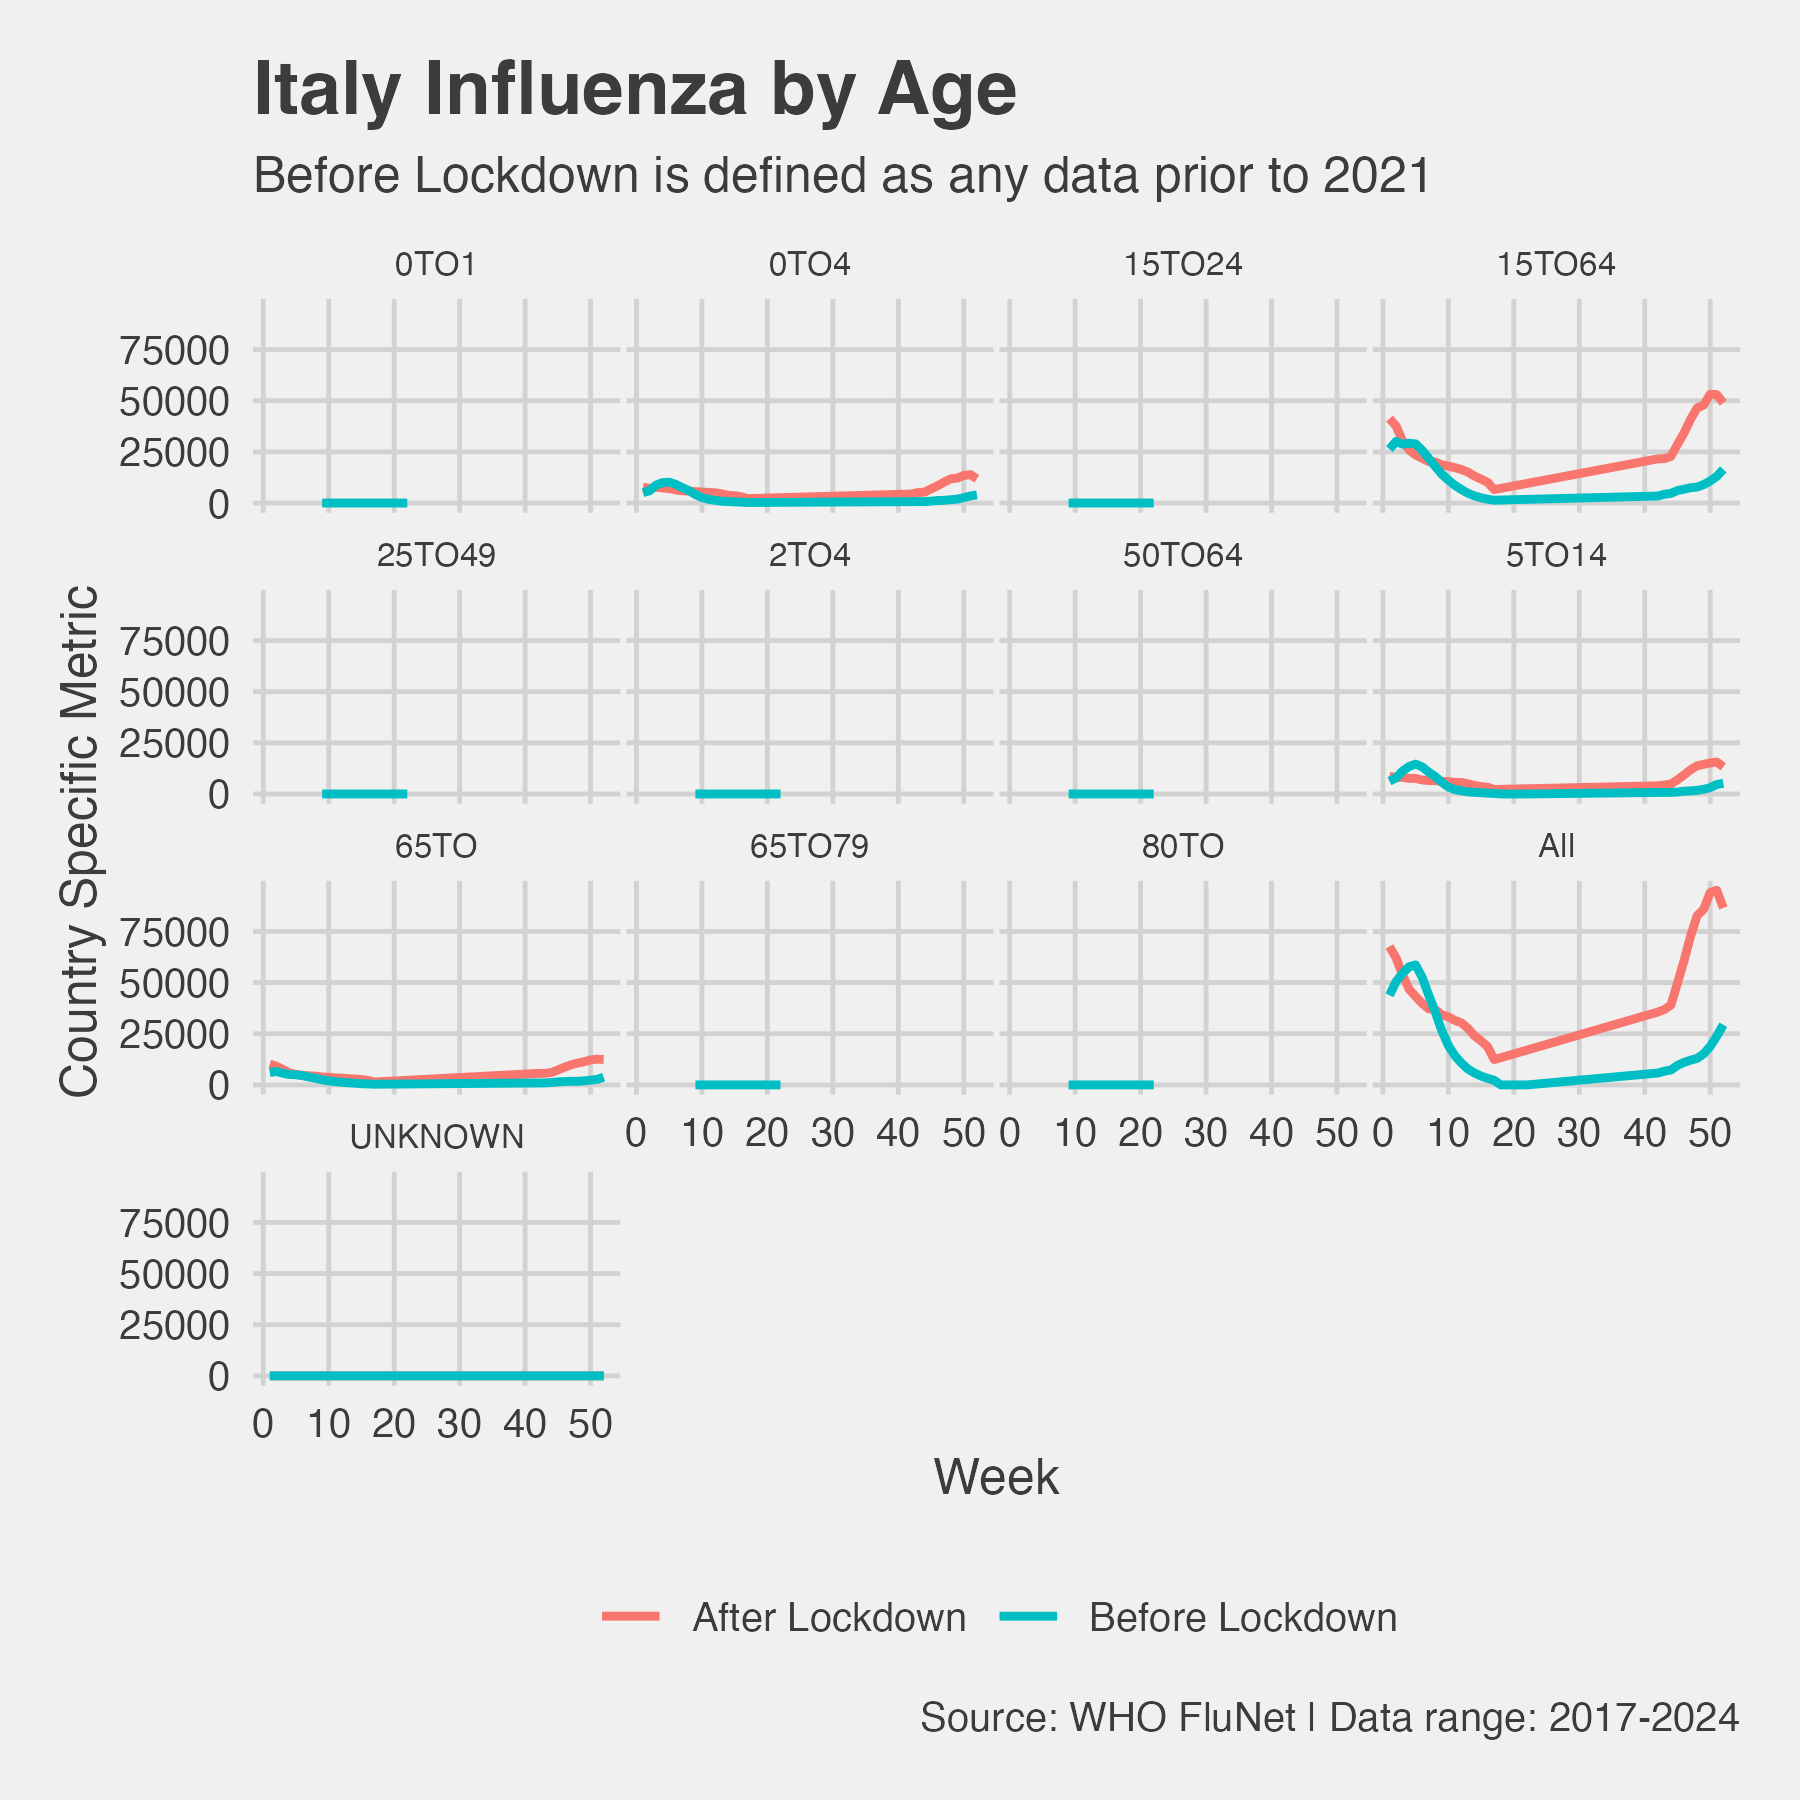 Italy Influenza by Age
Before Lockdown is defined as any data prior to 2021
0TO1 0TO4 15TO24 15TO64
75000
50000
25000
0
25TO49 2TO4 50TO64 5TO14
75000
50000
25000
0
65TO 65TO79 80TO All
75000
50000
25000
0
0 10 20 30 40 50 0 10 20 30 40 50 0 10 20 30 40 50
UNKNOWN
75000
50000
25000
0
0 10 20 30 40 50
Country Specific Metric
Week
After Lockdown Before Lockdown
Source: WHO FluNet | Data range: 2017-2024